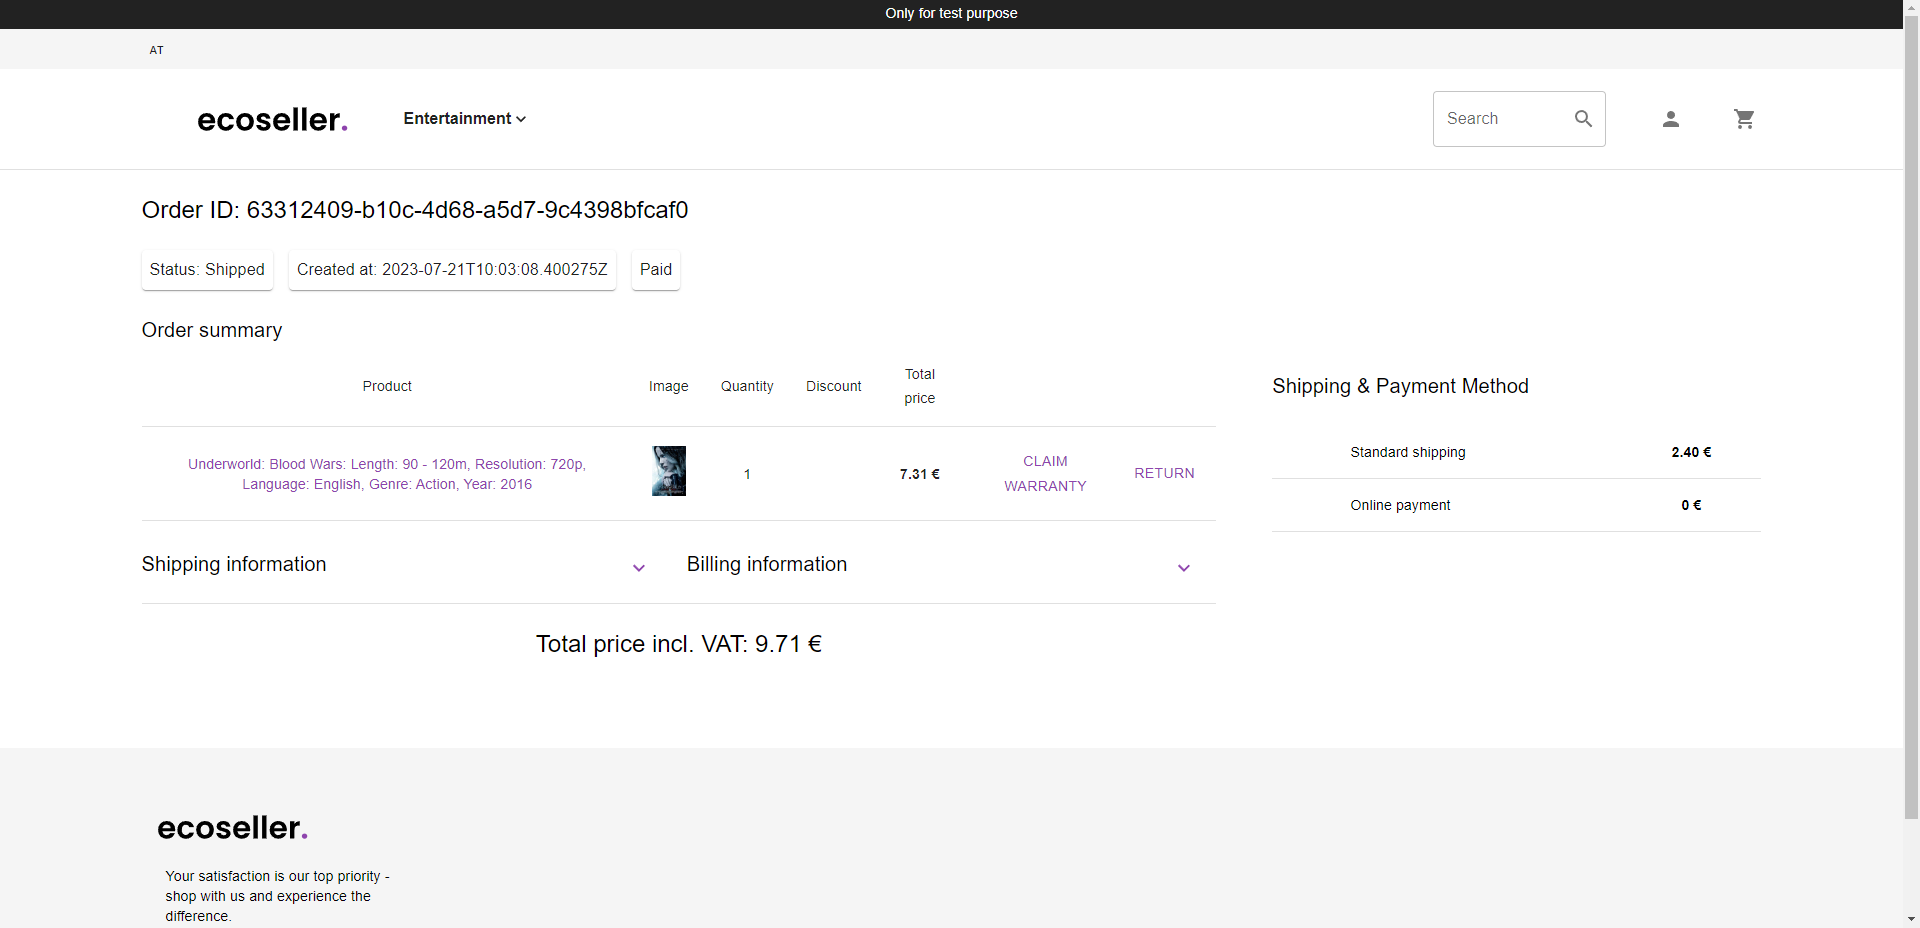 Only for test purpose
AT
ecoseller.
Entertainment
Search
Order ID: 63312409-b10c-4d68-a5d7-9c4398bfcaf0
Status: Shipped
Created at: 2023-07-21T10:03:08.400275Z
Paid
Order summary
Product
Image
Quantity
Discount
Total
price
Underworld: Blood Wars: Length: 90 - 120m, Resolution: 720p,
Language: English, Genre: Action, Year: 2016
1
7.31 €
CLAIM
WARRANTY
RETURN
Shipping & Payment Method
Standard shipping
2.40 €
Online payment
0 €
Shipping information
Billing information
Total price incl. VAT: 9.71 €
ecoseller.
Your satisfaction is our top priority -
shop with us and experience the
difference.